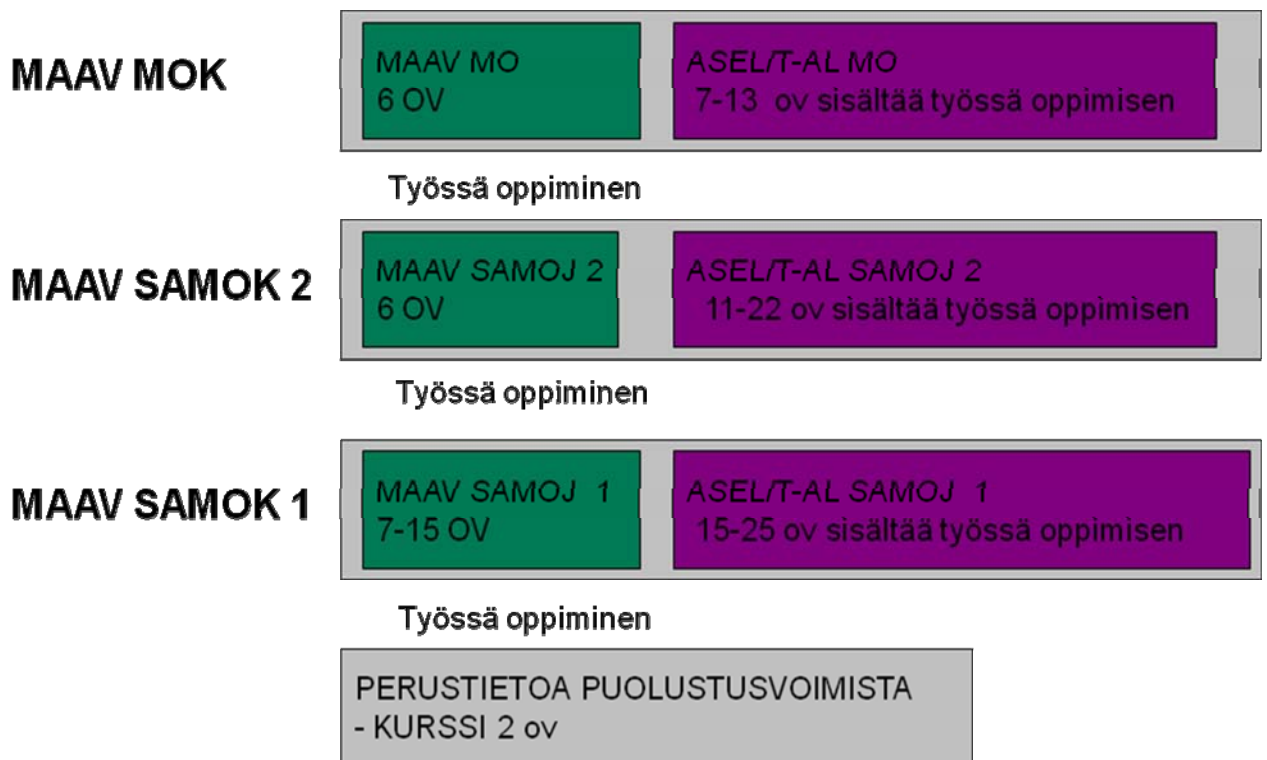 MAAV MOK
MAAV MO
6 OV
ASEL/T-AL MO
7-13 ov sisältää työssä oppimisen
Työssä oppiminen
MAAV SAMOK 2
MAAV SAMOJ 2
6 OV
ASEL/T-AL SAMOJ 2
11-22 ov sisältää työssä oppimisen
Työssä oppiminen
MAAV SAMOK 1
MAAV SAMOJ 1
7-15 OV
ASEL/T-AL SAMOJ 1
15-25 ov sisältää työssä oppimisen
Työssä oppiminen
PERUSTIETOA PUOLUSTUSVOIMISTA
- KURSSI 2 ov